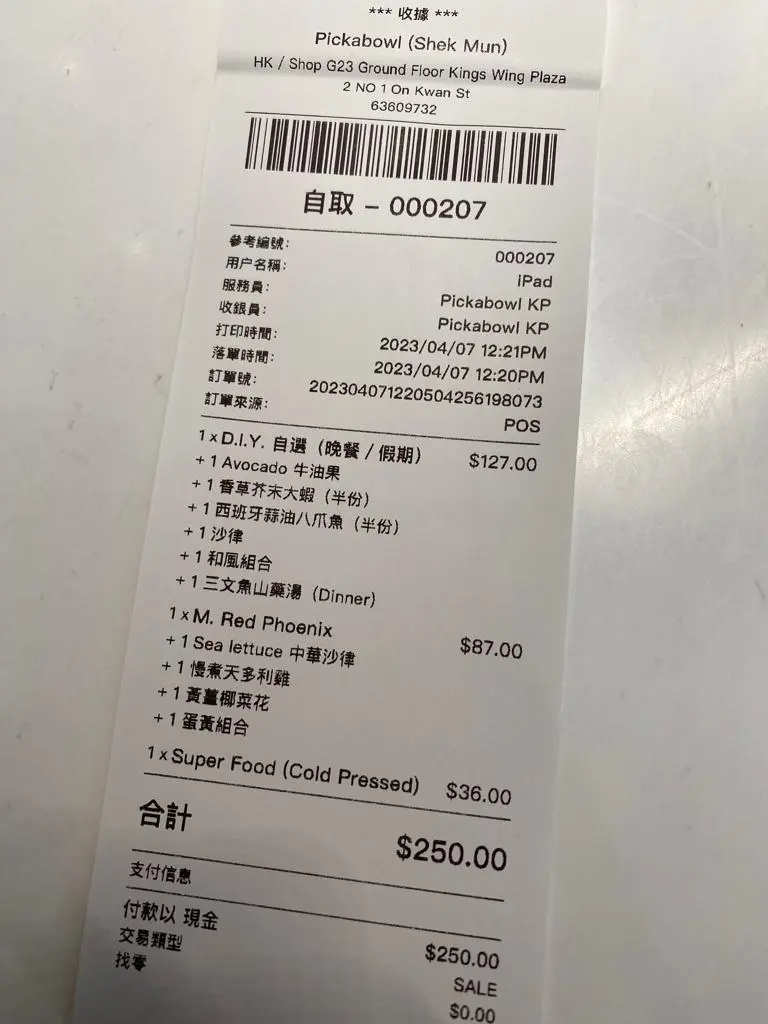 *** 收據 ***
Pickabowl (Shek Mun)
HK / Shop G23 Ground Floor Kings Wing Plaza
2 NO 1 On Kwan St
63609732
自取 – 000207
參考編號: 000207
用户名稱: iPad
服務員: Pickabowl KP
收銀員: Pickabowl KP
打印時間: 2023/04/07 12:21PM
落單時間: 2023/04/07 12:20PM
訂單號: 202304071220504256198073
訂單來源: POS
1 x D.I.Y. 自選（晚餐 / 假期） $127.00
+ 1 Avocado 牛油果
+ 1 香草芥末大蝦（半份）
+ 1 西班牙蒜油八爪魚（半份）
+ 1 沙律
+ 1 和風組合
+ 1 三文魚山藥湯（Dinner）
1 x M. Red Phoenix $87.00
+ 1 Sea lettuce 中華沙律
+ 1 慢煮天多利雞
+ 1 黃薑椰菜花
+ 1 蛋黃組合
1 x Super Food (Cold Pressed) $36.00
合計 $250.00
支付信息
付款以 現金 $250.00
交易類型 SALE
找零 $0.00